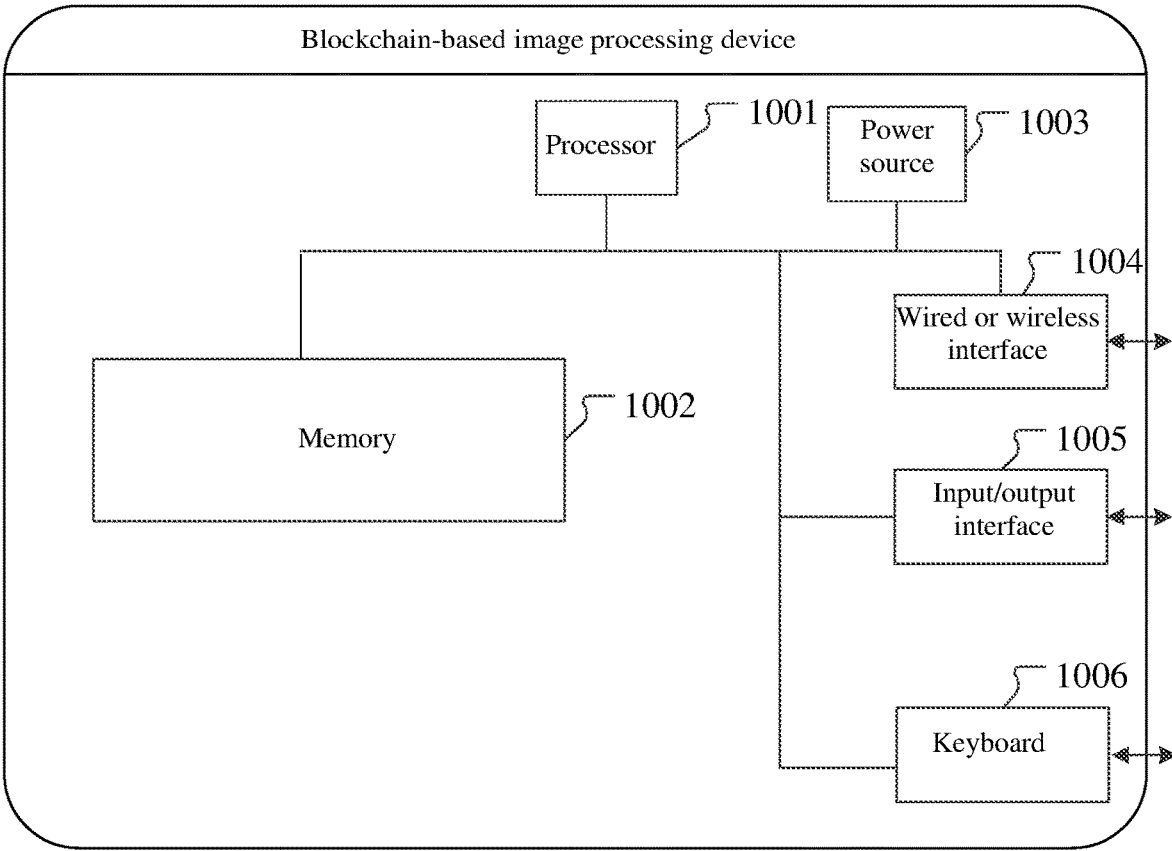 Blockchain-based image processing device
Processor
1001
Power
source
1003
1004
Wired or wireless
interface
Memory
1002
1005
Input/output
interface
1006
Keyboard